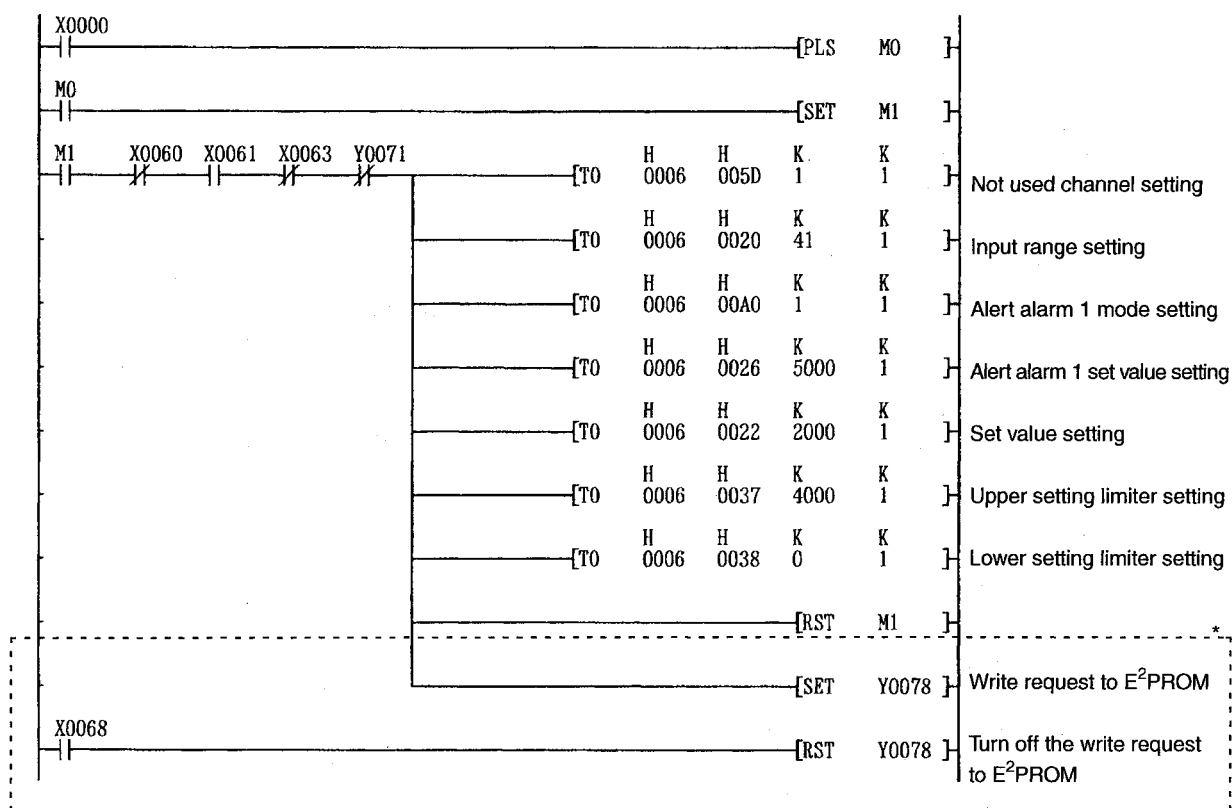 X0000
[PLS M0 ]
M0
[SET M1 ]
M1 X0060 X0061 X0063 Y0071
H H K K
[TO 0006 005D 1 1 ] Not used channel setting
H H K K
[TO 0006 0020 41 1 ] Input range setting
H H K K
[TO 0006 00A0 1 1 ] Alert alarm 1 mode setting
H H K K
[TO 0006 0026 5000 1 ] Alert alarm 1 set value setting
H H K K
[TO 0006 0022 2000 1 ] Set value setting
H H K K
[TO 0006 0037 4000 1 ] Upper setting limiter setting
H H K K
[TO 0006 0038 0 1 ] Lower setting limiter setting
[RST M1 ]
*
[SET Y0078 ] Write request to E²PROM
X0068
[RST Y0078 ] Turn off the write request
to E²PROM